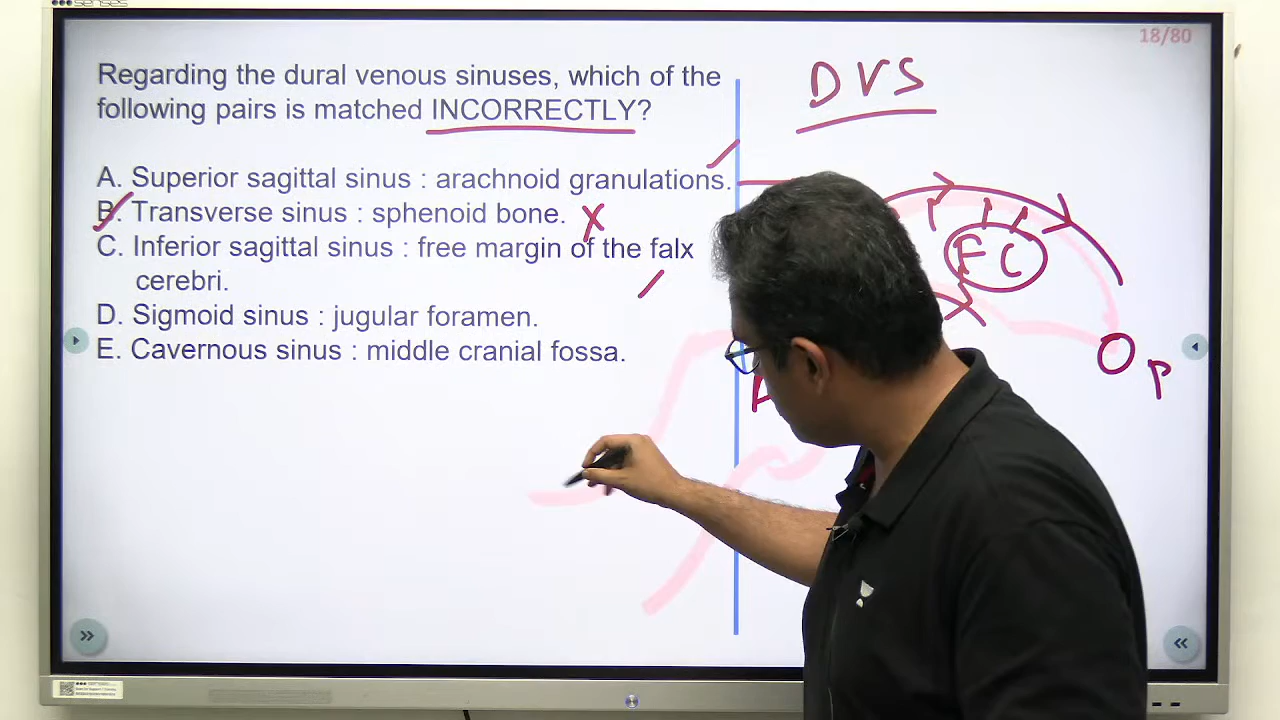 senses
18/80
Regarding the dural venous sinuses, which of the
following pairs is matched INCORRECTLY?
A. Superior sagittal sinus : arachnoid granulations.
B. Transverse sinus : sphenoid bone. X
C. Inferior sagittal sinus : free margin of the falx
cerebri.
D. Sigmoid sinus : jugular foramen.
E. Cavernous sinus : middle cranial fossa.
DVS
FC
A
P